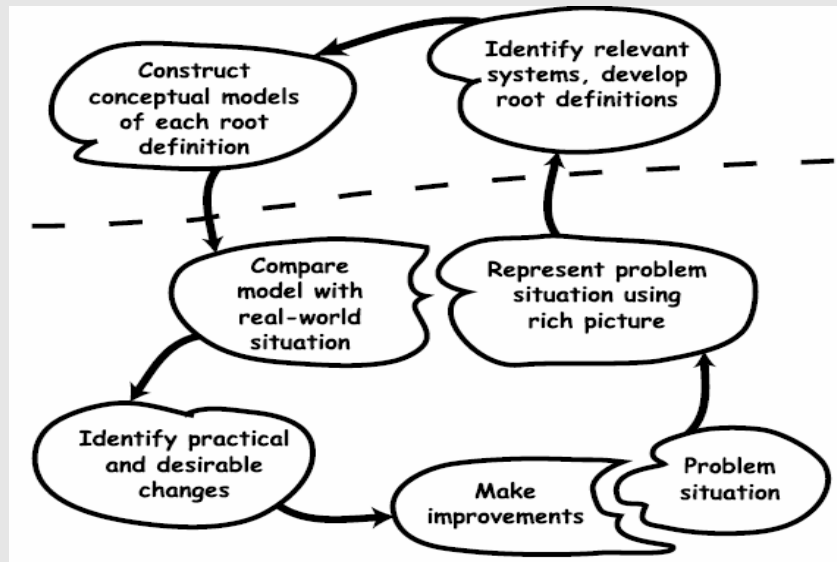 Construct
conceptual models
of each root
definition
Identify relevant
systems, develop
root definitions
Compare
model with
real-world
situation
Represent problem
situation using
rich picture
Identify practical
and desirable
changes
Make
improvements
Problem
situation